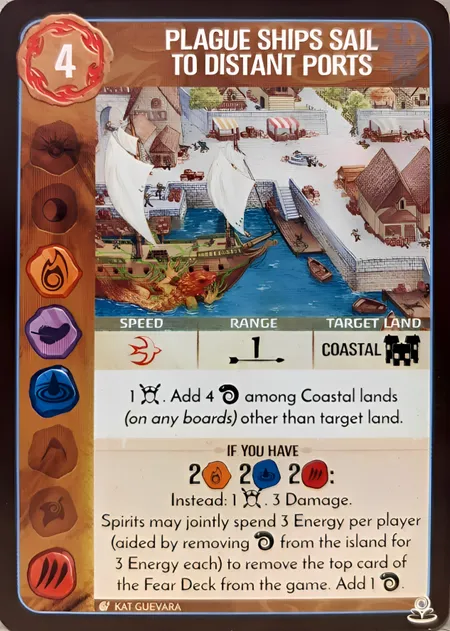 4
PLAGUE SHIPS SAIL
TO DISTANT PORTS
SPEED RANGE TARGET LAND
1 COASTAL
1 . Add 4 among Coastal lands
(on any boards) other than target land.
IF YOU HAVE
2 2 2 :
Instead: 1 . 3 Damage.
Spirits may jointly spend 3 Energy per player
(aided by removing from the island for
3 Energy each) to remove the top card of
the Fear Deck from the game. Add 1 .
KAT GUEVARA